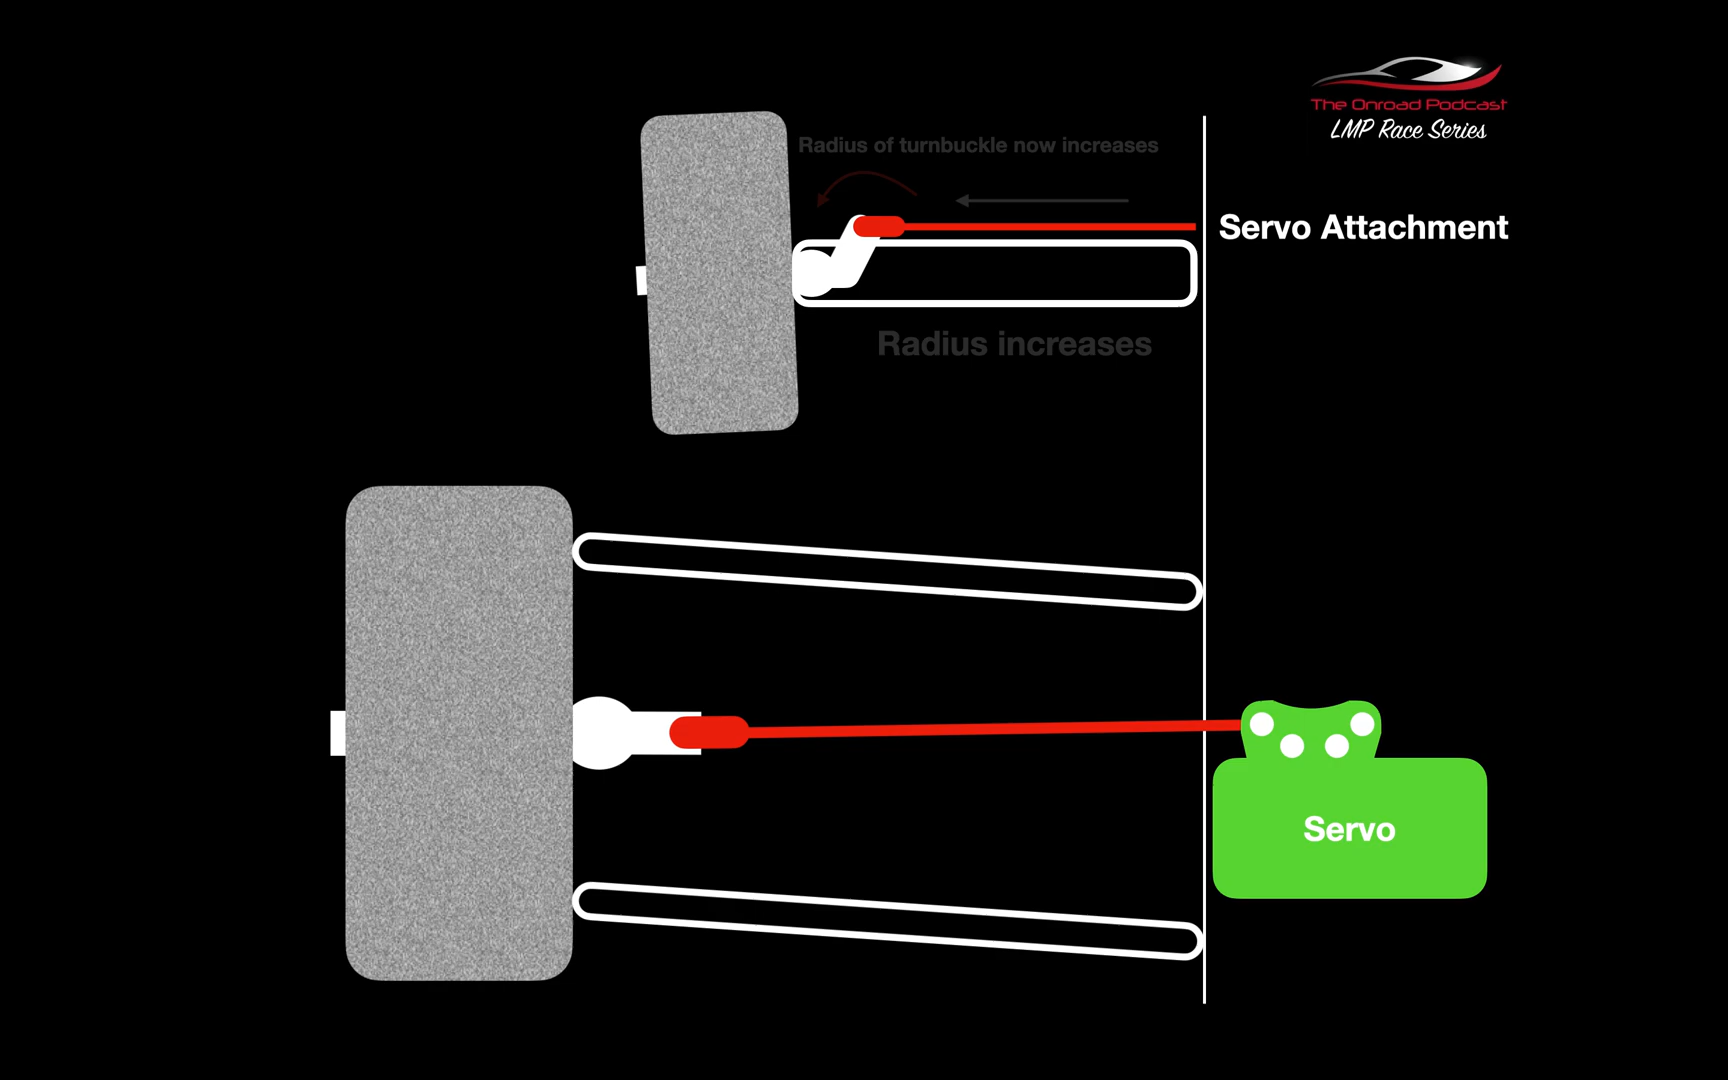 The Onroad Podcast
LMP Race Series
Radius of turnbuckle now increases
Servo Attachment
Radius increases
Servo